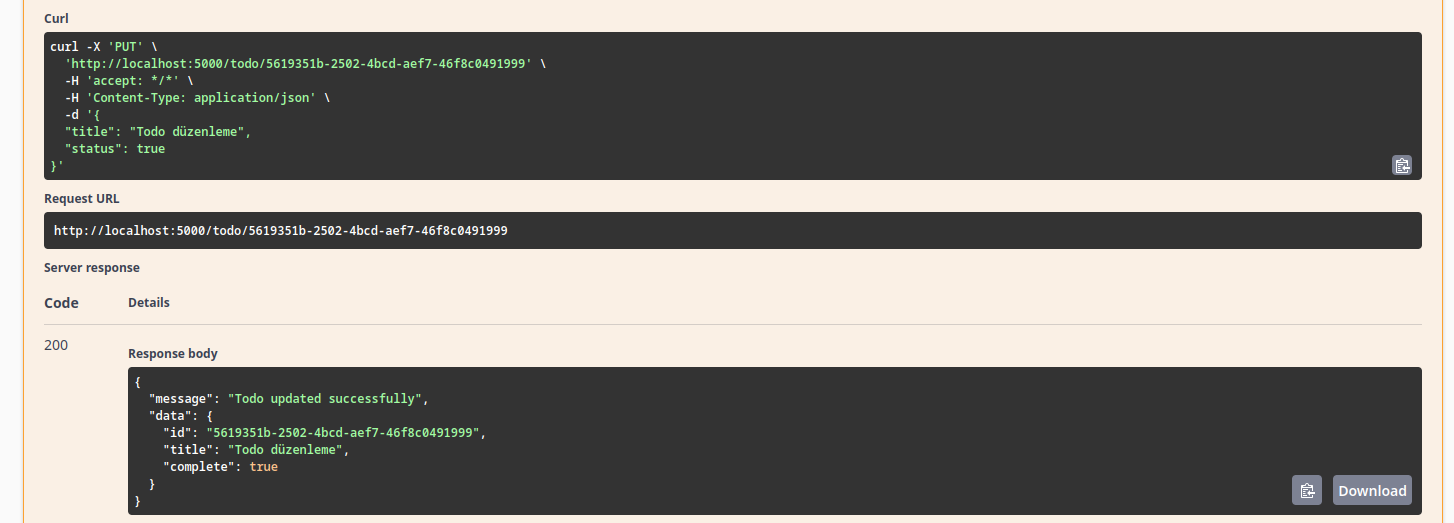 Curl
curl -X 'PUT' \
  'http://localhost:5000/todo/5619351b-2502-4bcd-aef7-46f8c0491999' \
  -H 'accept: */*' \
  -H 'Content-Type: application/json' \
  -d '{
  "title": "Todo düzenleme",
  "status": true
}'
Request URL
http://localhost:5000/todo/5619351b-2502-4bcd-aef7-46f8c0491999
Server response
Code Details
200
Response body
{
  "message": "Todo updated successfully",
  "data": {
    "id": "5619351b-2502-4bcd-aef7-46f8c0491999",
    "title": "Todo düzenleme",
    "complete": true
  }
}
Download